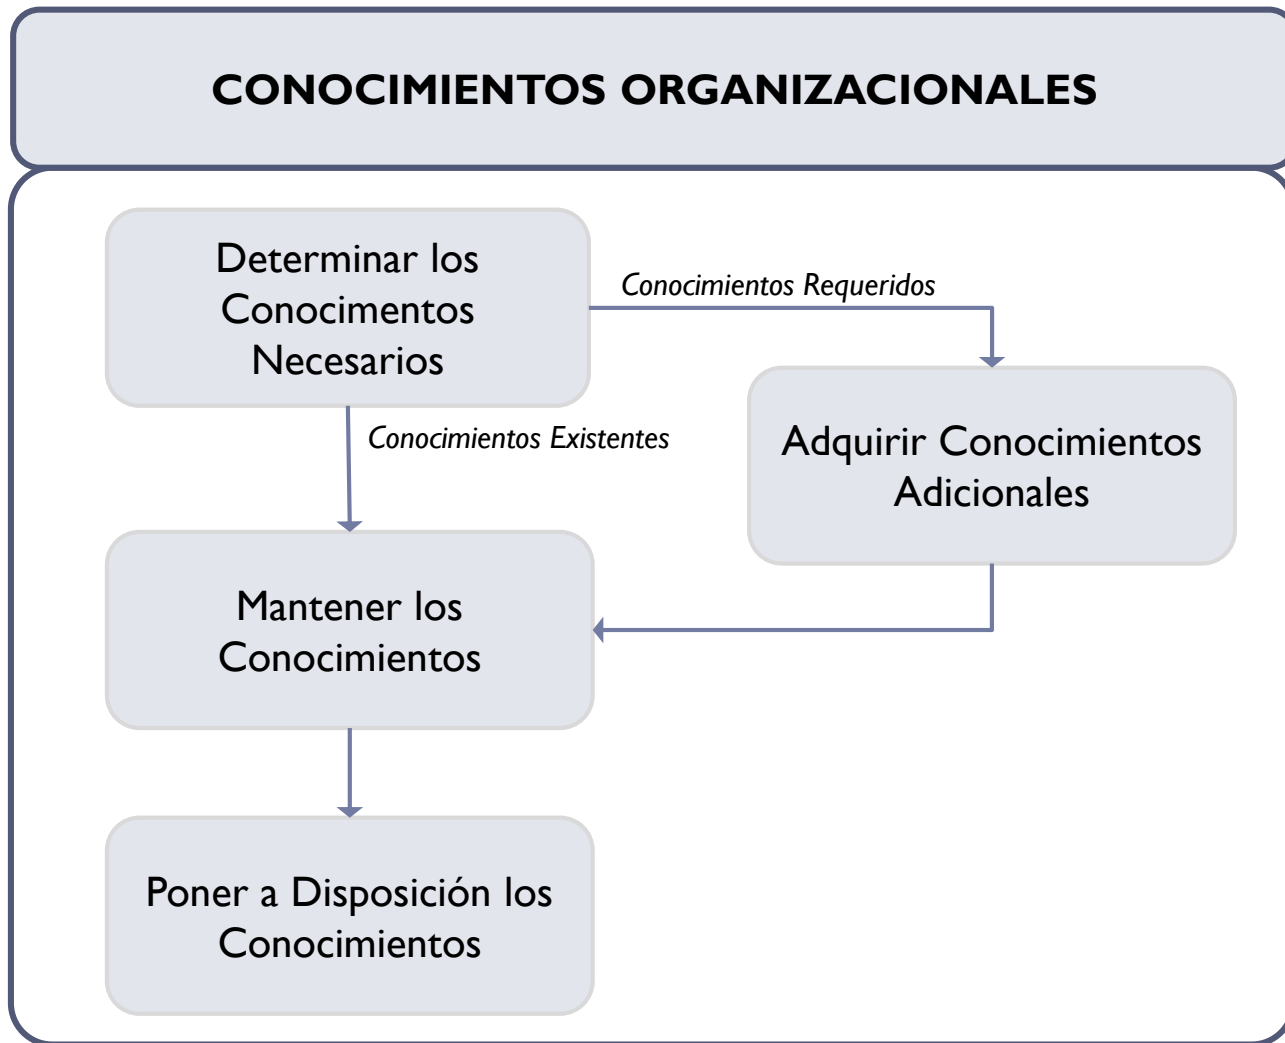 CONOCIMIENTOS ORGANIZACIONALES
Determinar los
Conocimentos
Necesarios
Conocimientos Requeridos
Conocimientos Existentes
Adquirir Conocimientos
Adicionales
Mantener los
Conocimientos
Poner a Disposición los
Conocimientos